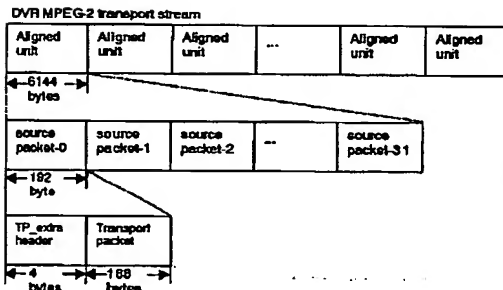 DVR MPEG-2 transport stream
Aligned unit Aligned unit Aligned unit ... Aligned unit Aligned unit
6144 bytes
source packet-0 source packet-1 source packet-2 ... source packet-31
192 byte
TP_extra header Transport packet
4 bytes 188 bytes